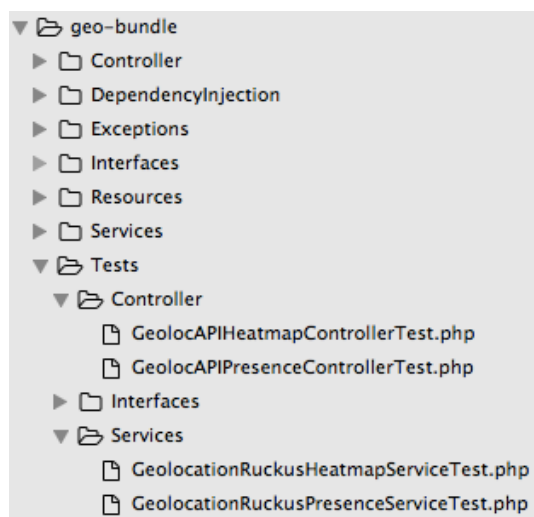 geo-bundle
Controller
DependencyInjection
Exceptions
Interfaces
Resources
Services
Tests
Controller
GeolocAPIHeatmapControllerTest.php
GeolocAPIPresenceControllerTest.php
Interfaces
Services
GeolocationRuckusHeatmapServiceTest.php
GeolocationRuckusPresenceServiceTest.php